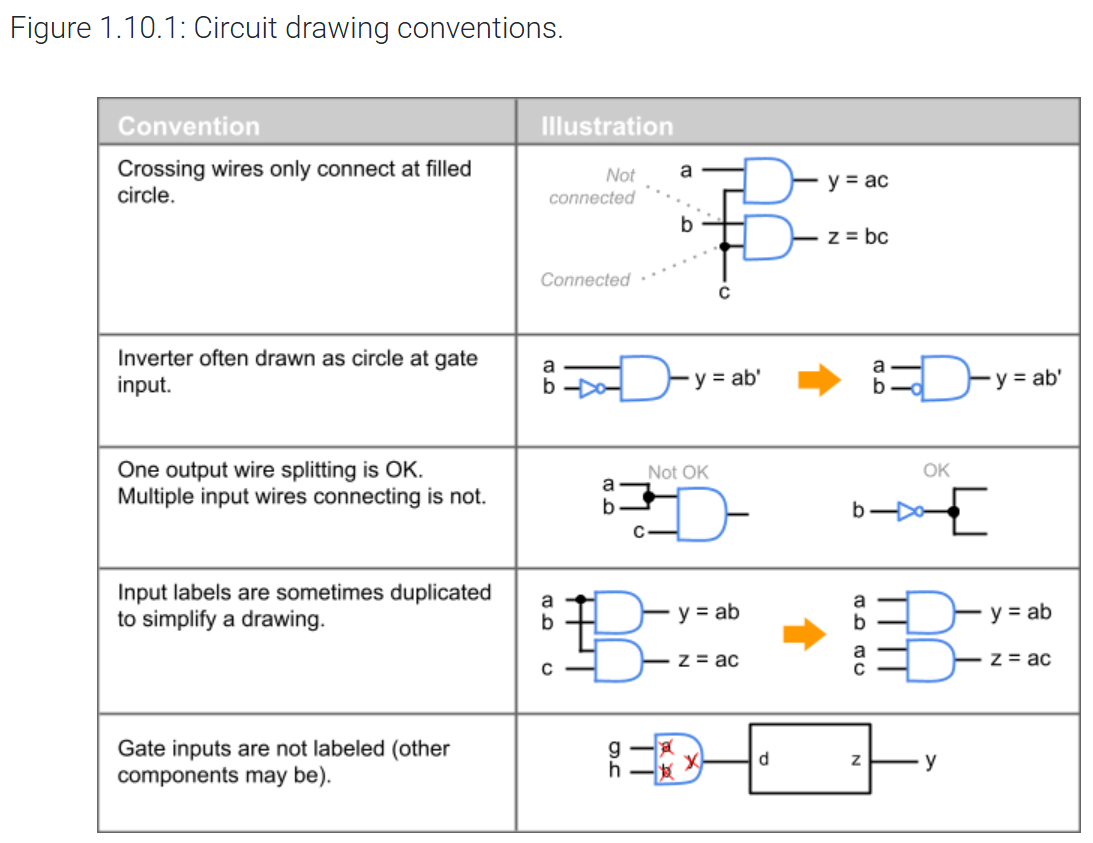 Figure 1.10.1: Circuit drawing conventions.
Convention
Illustration
Crossing wires only connect at filled
circle.
Not
connected
Connected
a
b
c
y = ac
z = bc
Inverter often drawn as circle at gate
input.
a
b
y = ab'
a
b
y = ab'
One output wire splitting is OK.
Multiple input wires connecting is not.
Not OK
a
b
c
OK
b
Input labels are sometimes duplicated
to simplify a drawing.
a
b
c
y = ab
z = ac
a
b
a
c
y = ab
z = ac
Gate inputs are not labeled (other
components may be).
g
h
a
b
y
d
z
y